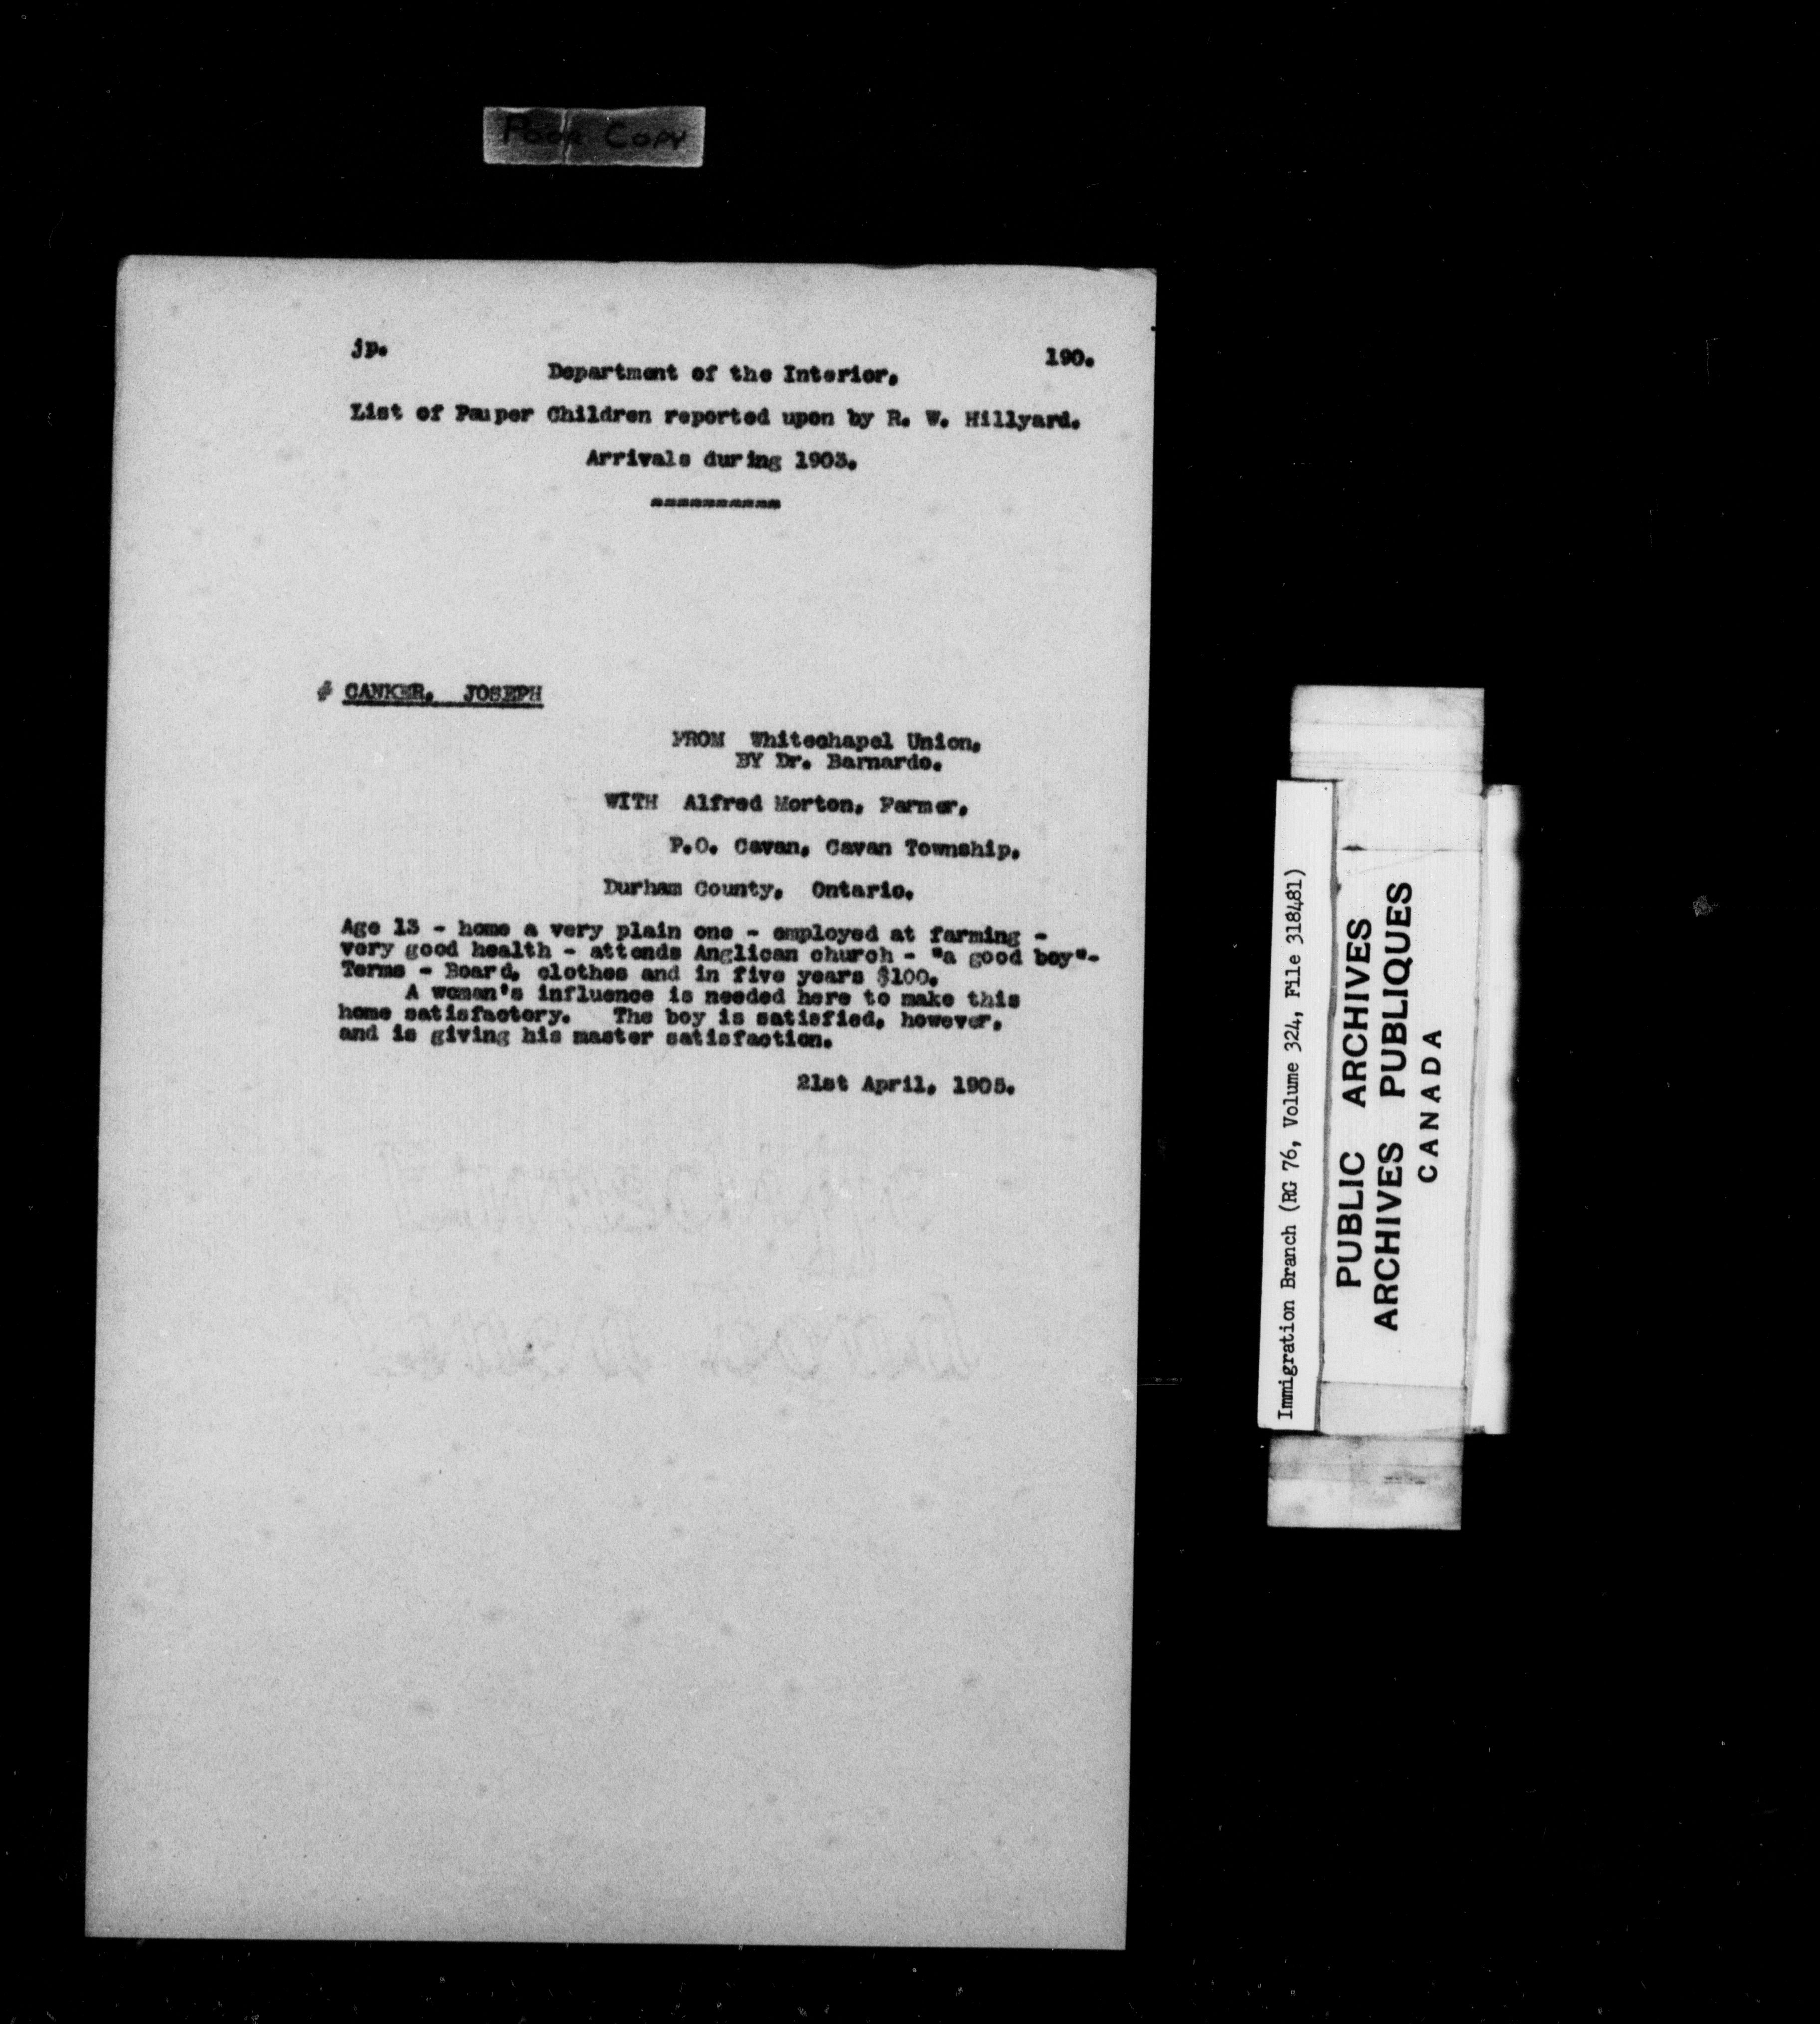 Poor Copy
jp.
190.
Department of the Interior.
List of Pauper Children reported upon by R. W. Hillyard.
Arrivals during 1903.
==========
# CANKER, JOSEPH
FROM Whitechapel Union,
BY Dr. Barnardo.
WITH Alfred Morton, Farmer,
P.O. Cavan, Cavan Township,
Durham County, Ontario.
Age 13 - home a very plain one - employed at farming -
very good health - attends Anglican church - "a good boy"-
Terms - Board, clothes and in five years $100.
A woman's influence is needed here to make this
home satisfactory. The boy is satisfied, however,
and is giving his master satisfaction.
21st April, 1905.
Immigration Branch (RG 76, Volume 324, File 318481)
PUBLIC ARCHIVES
ARCHIVES PUBLIQUES
CANADA